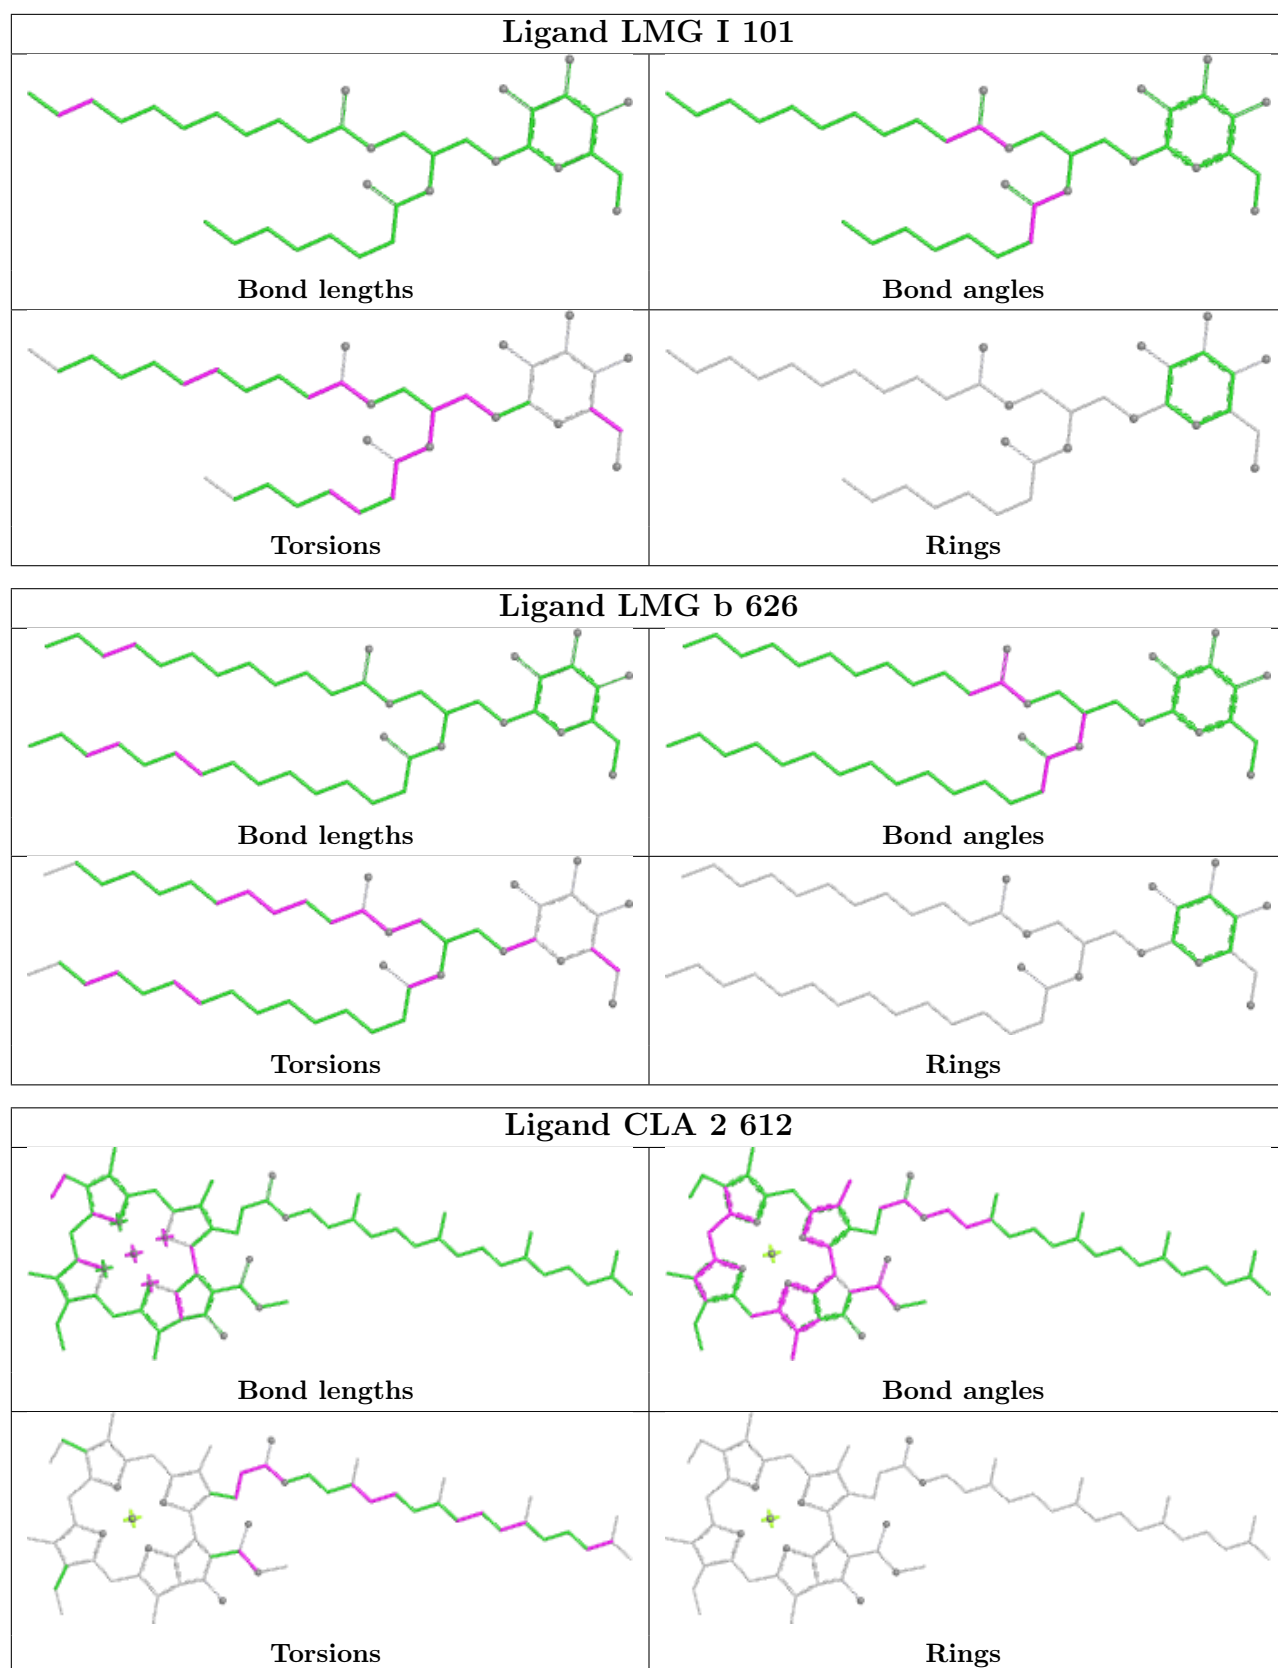 Ligand LMG I 101
Bond lengths
Bond angles
Torsions
Rings
Ligand LMG b 626
Bond lengths
Bond angles
Torsions
Rings
Ligand CLA 2 612
Bond lengths
Bond angles
Torsions
Rings